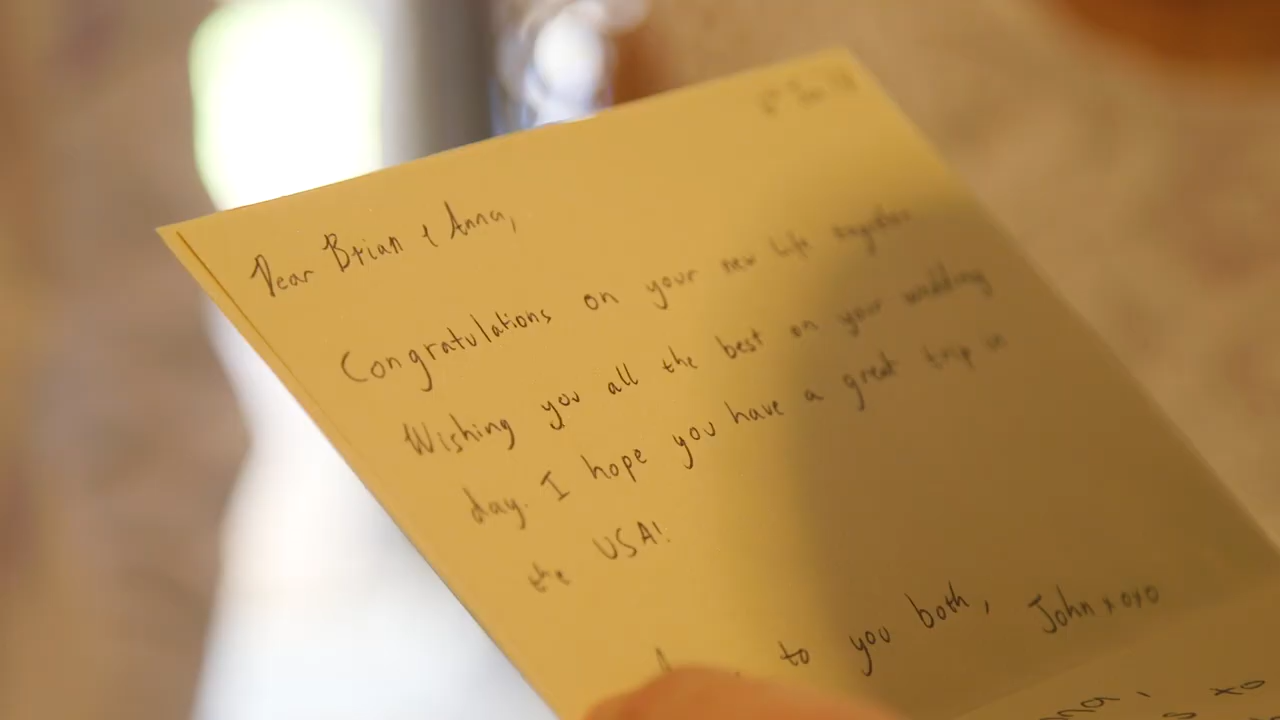 Dear Brian & Anna,
Congratulations on your new life together
Wishing you all the best on your wedding
day. I hope you have a great trip in
the USA!
to you both, John xoxo